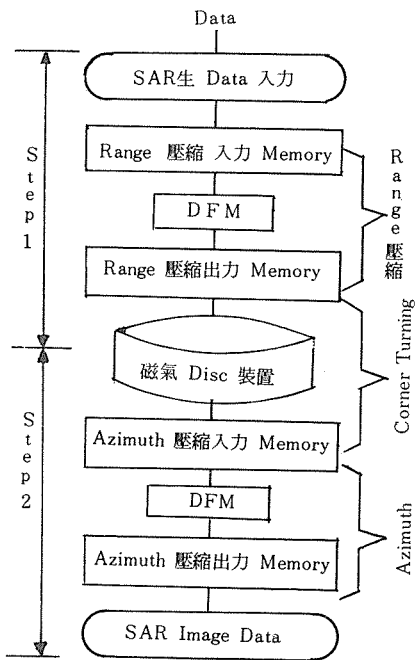 Data
SAR生 Data 入力
Range 壓縮 入力 Memory
DFM
Range 壓縮出力 Memory
磁氣 Disc 裝置
Azimuth 壓縮入力 Memory
DFM
Azimuth 壓縮出力 Memory
SAR Image Data
Step 1
Step 2
Range 壓縮
Corner Turning
Azimuth